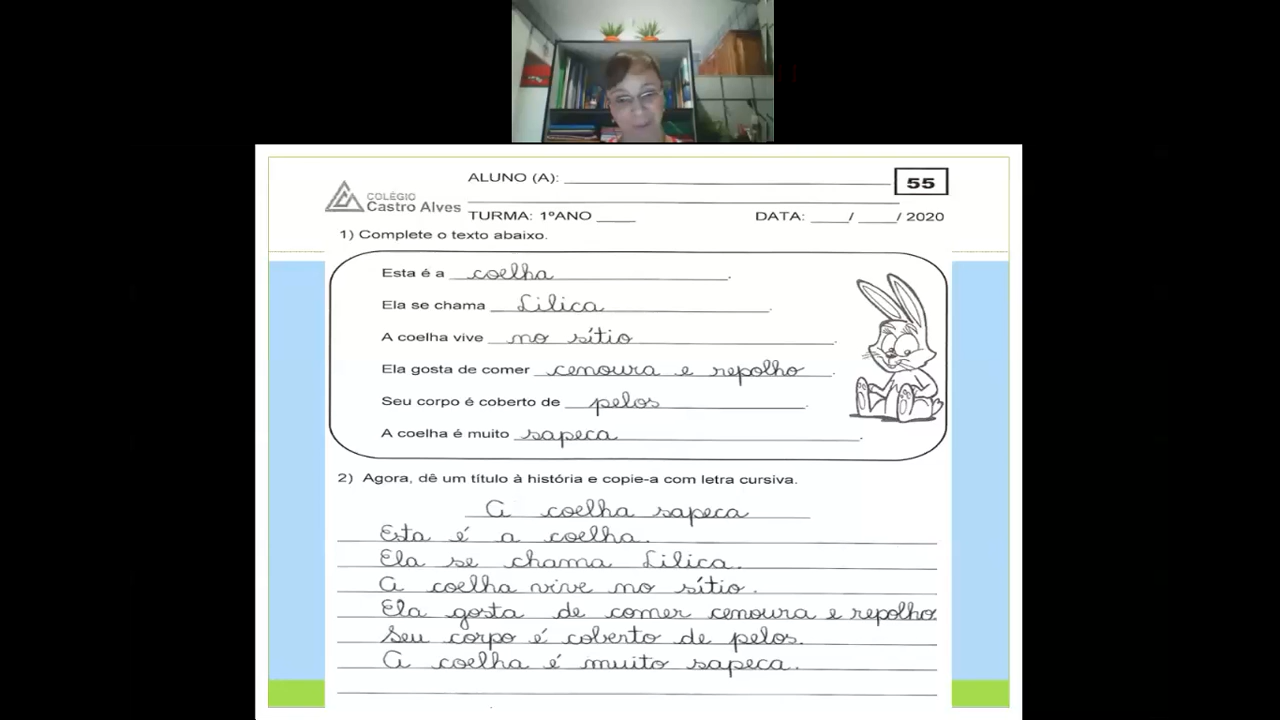 ALUNO (A):
55
COLÉGIO
Castro Alves
TURMA: 1ºANO ____ DATA: ____/ ____/ 2020
1) Complete o texto abaixo.
Esta é a coelha.
Ela se chama Lilica.
A coelha vive no sítio.
Ela gosta de comer cenoura e repolho.
Seu corpo é coberto de pelos.
A coelha é muito sapeca.
2) Agora, dê um título à história e copie-a com letra cursiva.
A coelha sapeca
Esta é a coelha.
Ela se chama Lilica.
A coelha vive no sítio.
Ela gosta de comer cenoura e repolho.
Seu corpo é coberto de pelos.
A coelha é muito sapeca.